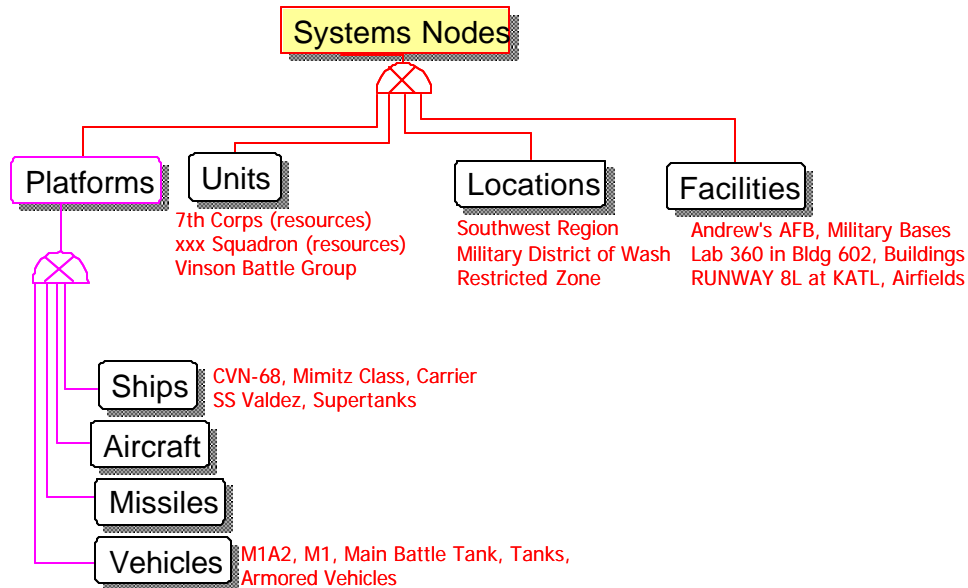 Systems Nodes
Platforms
Units
Locations
Facilities
7th Corps (resources)
xxx Squadron (resources)
Vinson Battle Group
Southwest Region
Military District of Wash
Restricted Zone
Andrew's AFB, Military Bases
Lab 360 in Bldg 602, Buildings
RUNWAY 8L at KATL, Airfields
Ships
CVN-68, Mimitz Class, Carrier
SS Valdez, Supertanks
Aircraft
Missiles
Vehicles
M1A2, M1, Main Battle Tank, Tanks,
Armored Vehicles